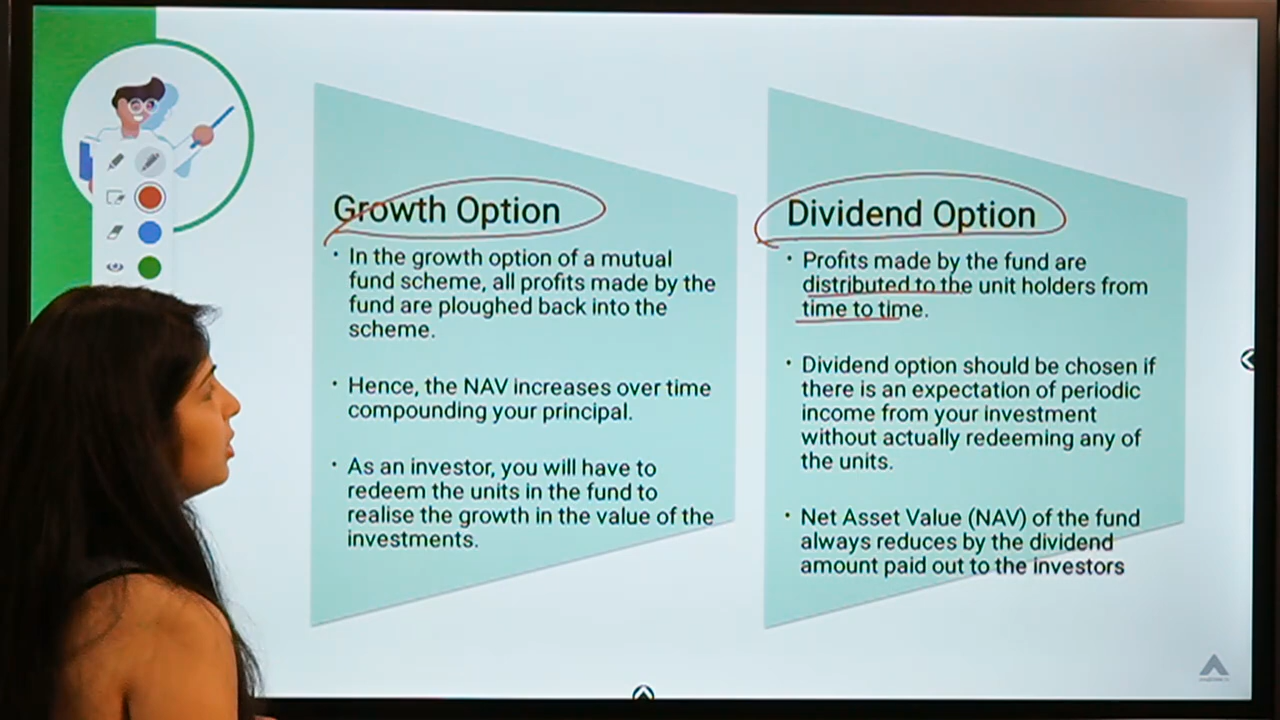 Growth Option
• In the growth option of a mutual
fund scheme, all profits made by the
fund are ploughed back into the
scheme.
• Hence, the NAV increases over time
compounding your principal.
• As an investor, you will have to
redeem the units in the fund to
realise the growth in the value of the
investments.
Dividend Option
• Profits made by the fund are
distributed to the unit holders from
time to time.
• Dividend option should be chosen if
there is an expectation of periodic
income from your investment
without actually redeeming any of
the units.
• Net Asset Value (NAV) of the fund
always reduces by the dividend
amount paid out to the investors